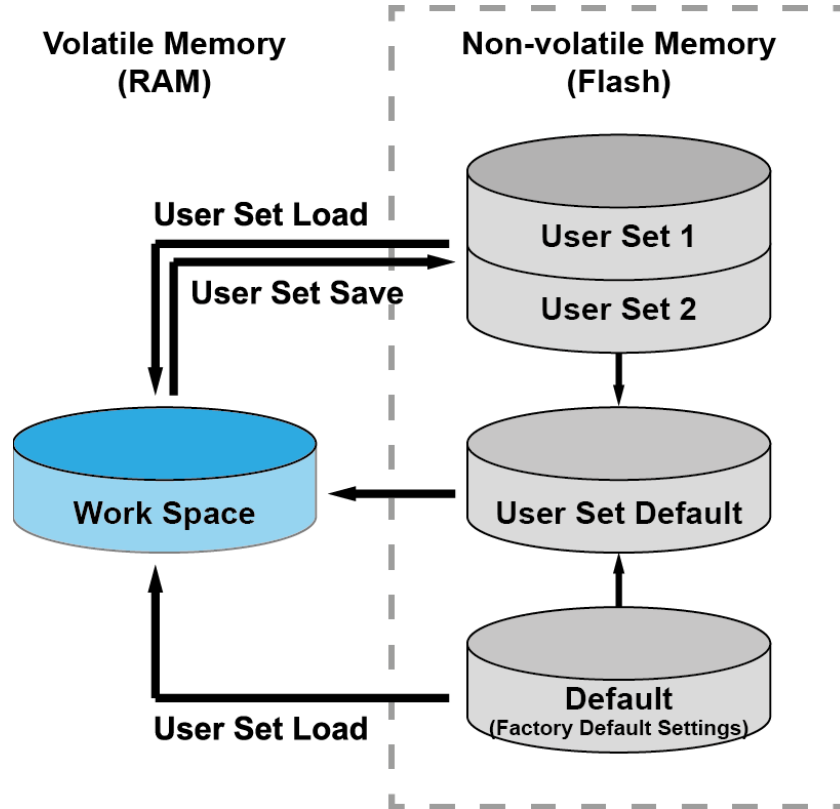 Volatile Memory
(RAM)
Non-volatile Memory
(Flash)
User Set Load
User Set 1
User Set Save
User Set 2
Work Space
User Set Default
Default
(Factory Default Settings)
User Set Load